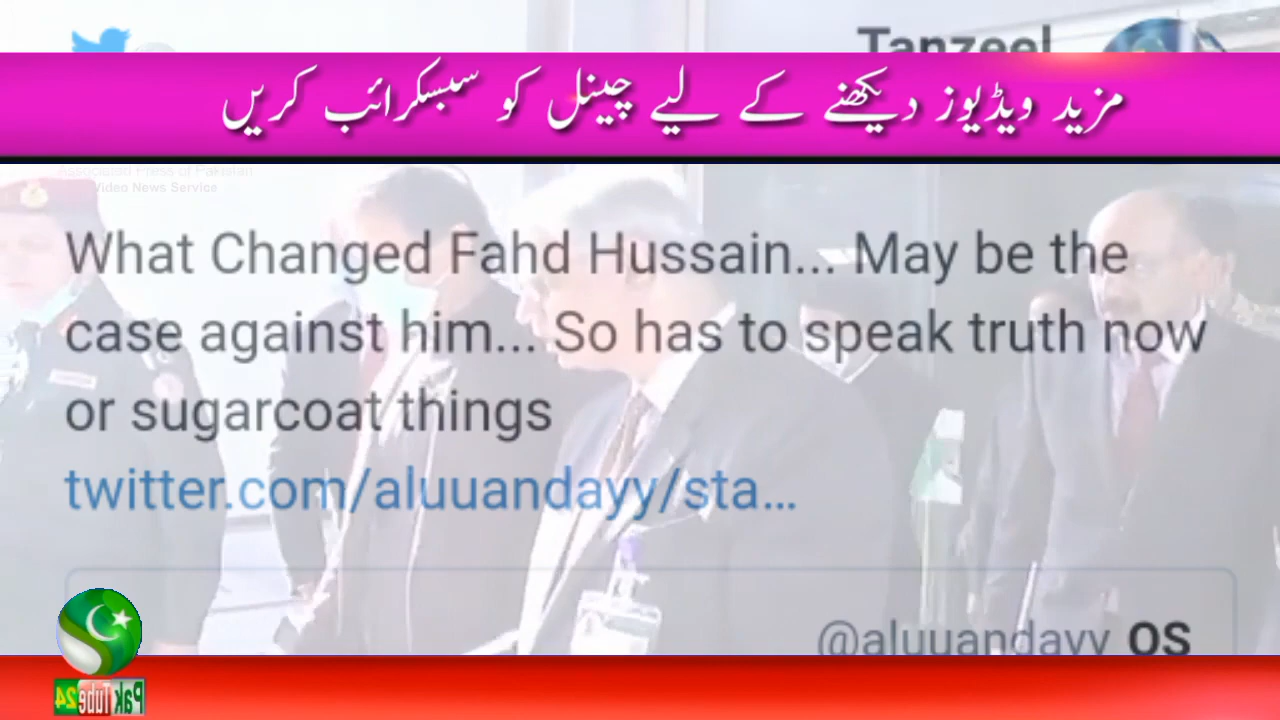 Tanzeel
مزید ویڈیوز دیکھنے کے لیے چینل کو سبسکرائب کریں
Associated Press of Pakistan
Video News Service
What Changed Fahd Hussain... May be the
case against him... So has to speak truth now
or sugarcoat things
twitter.com/aluuandayy/sta...
@aluuandayy OS
PakTube24